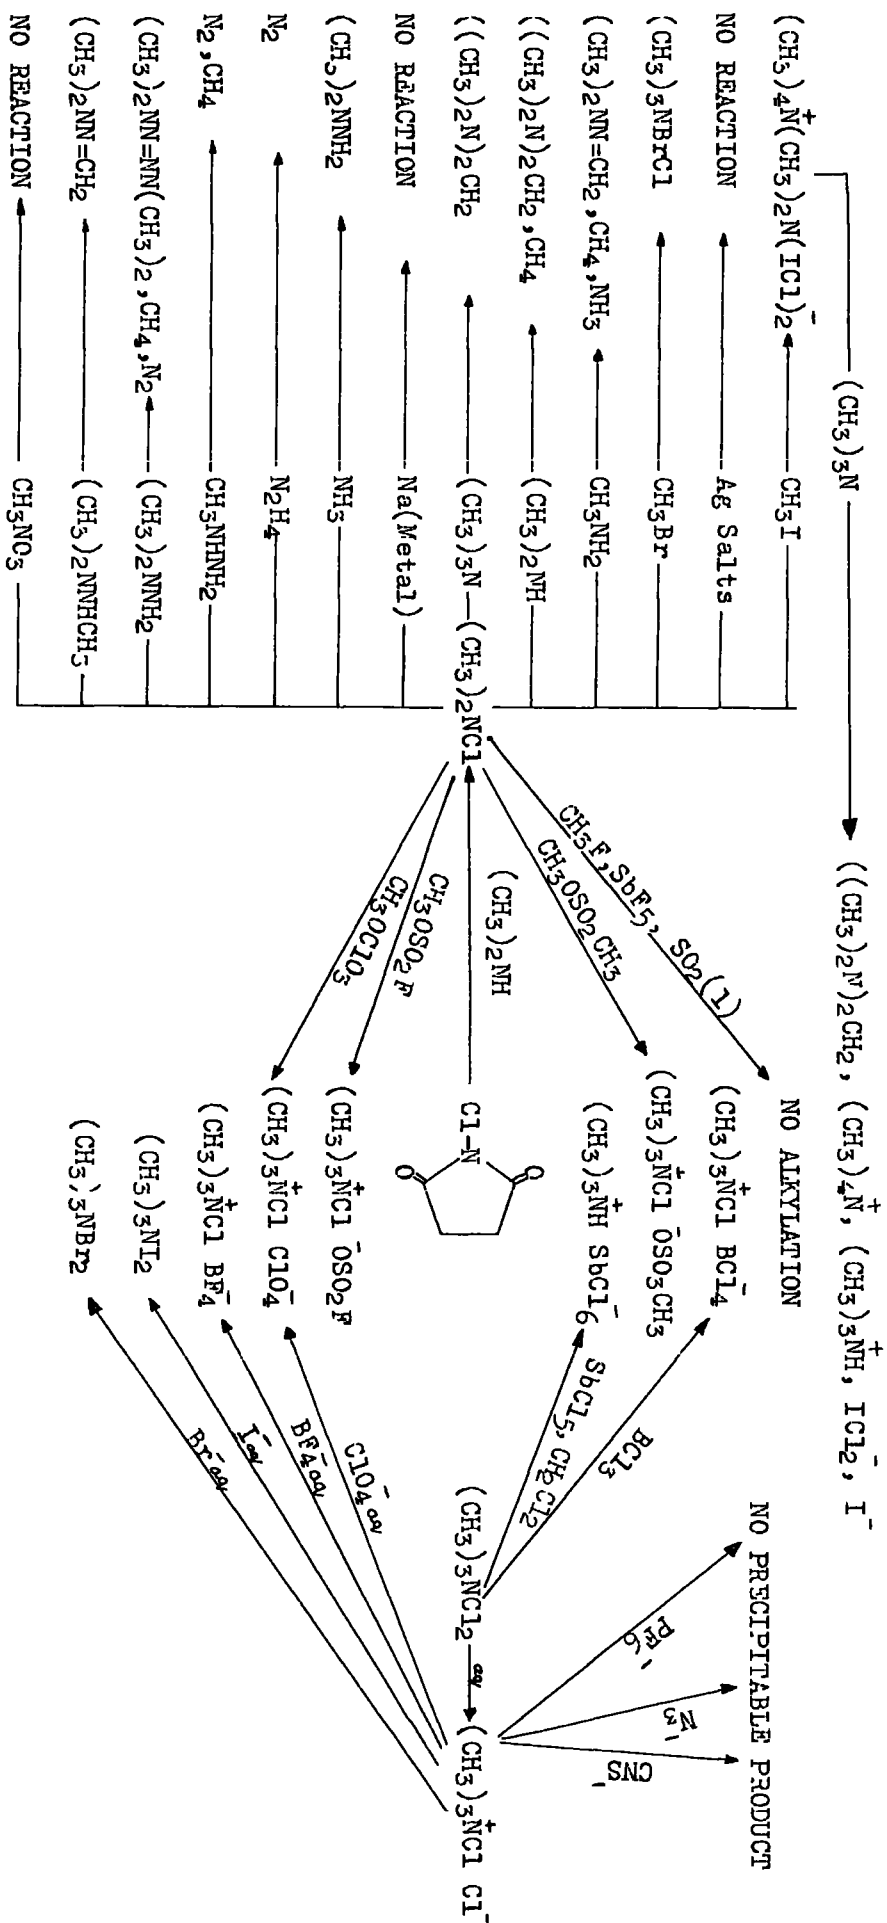 (CH₃)₃N
((CH₃)₂N)₂CH₂, (CH₃)₄N⁺, (CH₃)₃NH⁺, ICl₂⁻, I⁻
(CH₃)₄N⁺(CH₃)₂N(ICl)₂⁻
CH₃I
NO REACTION
Ag Salts
(CH₃)₃NBrCl
CH₃Br
(CH₃)₂NN=CH₂,CH₄,NH₃
CH₃NH₂
((CH₃)₂N)₂CH₂,CH₄
(CH₃)₂NH
((CH₃)₂N)₂CH₂
(CH₃)₃N
(CH₃)₂NCl
NO REACTION
Na(Metal)
(CH₃)₂NNH₂
NH₃
N₂
N₂H₄
N₂,CH₄
CH₃NHNH₂
(CH₃)₂NN=NN(CH₃)₂,CH₄,N₂
(CH₃)₂NNH₂
(CH₃)₂NN=CH₂
(CH₃)₂NNHCH₃
NO REACTION
CH₃NO₃
CH₃F,SbF₅, SO₂(l)
CH₃OSO₂CH₃
(CH₃)₂NH
CH₃OSO₂F
CH₃OClO₃
NO ALKYLATION
(CH₃)₃N⁺Cl BCl₄⁻
(CH₃)₃N⁺Cl ⁻OSO₃CH₃
(CH₃)₃N⁺H SbCl₆⁻
Cl-N
O
O
(CH₃)₃N⁺Cl ⁻OSO₂F
(CH₃)₃N⁺Cl ClO₄⁻
(CH₃)₃N⁺Cl BF₄⁻
(CH₃)₃NI₂
(CH₃)₃NBr₂
BCl₃
SbCl₅,CH₂Cl₂
(CH₃)₃NCl₂
aq
(CH₃)₃N⁺Cl Cl⁻
ClO₄⁻aq
BF₄⁻aq
I⁻aq
Br⁻aq
NO PRECIPITABLE PRODUCT
PF₆⁻
N₃⁻
CNS⁻